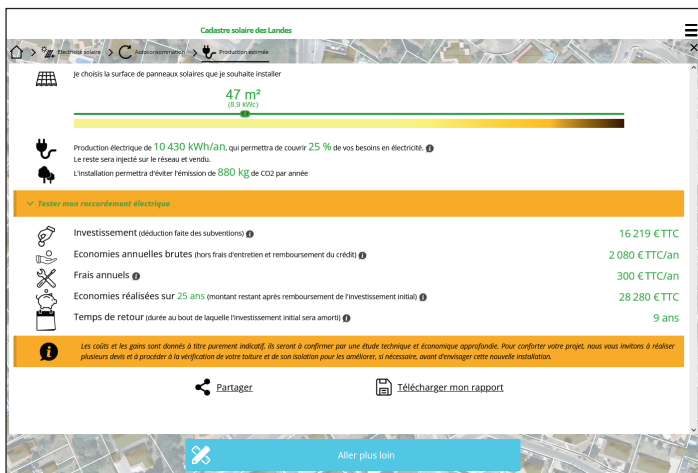 Cadastre solaire des Landes
Electricité solaire > Autoconsommation > Production estimée
Je choisis la surface de panneaux solaires que je souhaite installer
47 m²
(8,9 kWc)
Production électrique de 10 430 kWh/an, qui permettra de couvrir 25 % de vos besoins en électricité.
Le reste sera injecté sur le réseau et vendu.
L'installation permettra d'éviter l'émission de 880 kg de CO2 par année
Tester mon raccordement électrique
Investissement (déduction faite des subventions) 16 219 € TTC
Economies annuelles brutes (hors frais d'entretien et remboursement du crédit) 2 080 € TTC/an
Frais annuels 300 € TTC/an
Economies réalisées sur 25 ans (montant restant après remboursement de l'investissement initial) 28 280 € TTC
Temps de retour (durée au bout de laquelle l'investissement initial sera amorti) 9 ans
Les coûts et les gains sont donnés à titre purement indicatif, ils seront à confirmer par une étude technique et économique approfondie. Pour conforter votre projet, nous vous invitons à réaliser
plusieurs devis et à procéder à la vérification de votre toiture et de son isolation pour les améliorer, si nécessaire, avant d'envisager cette nouvelle installation.
Partager
Télécharger mon rapport
Aller plus loin